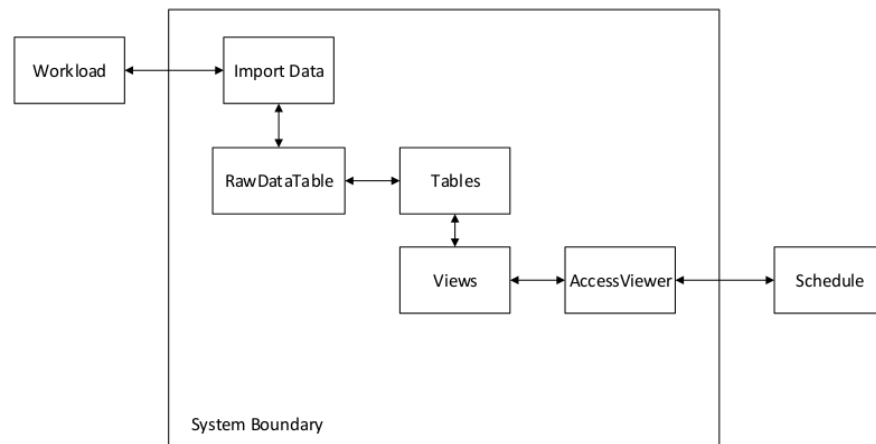 Workload
Import Data
RawDataTable
Tables
Views
AccessViewer
Schedule
System Boundary